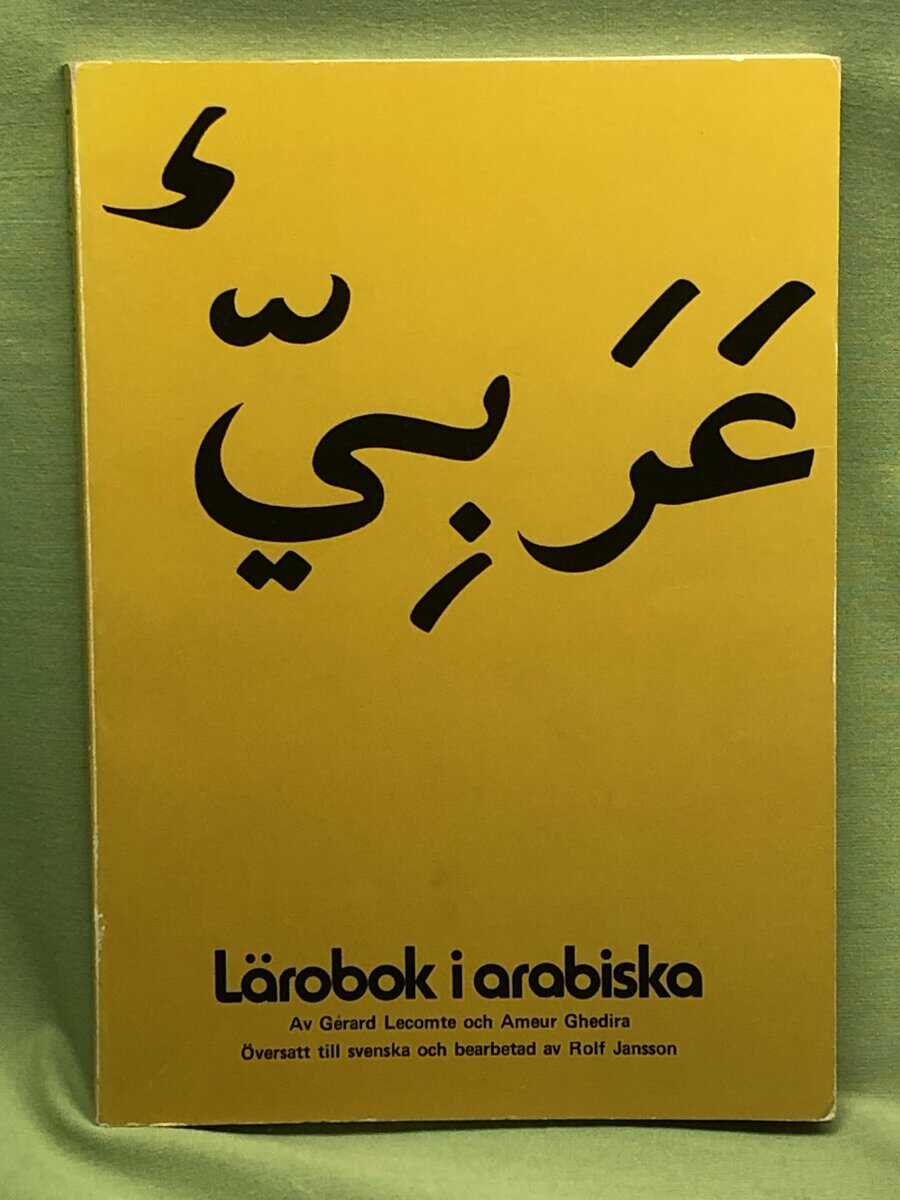 عَرَبِيٌّ
Lärobok i arabiska
Av Gérard Lecomte och Ameur Ghedira
Översatt till svenska och bearbetad av Rolf Jansson